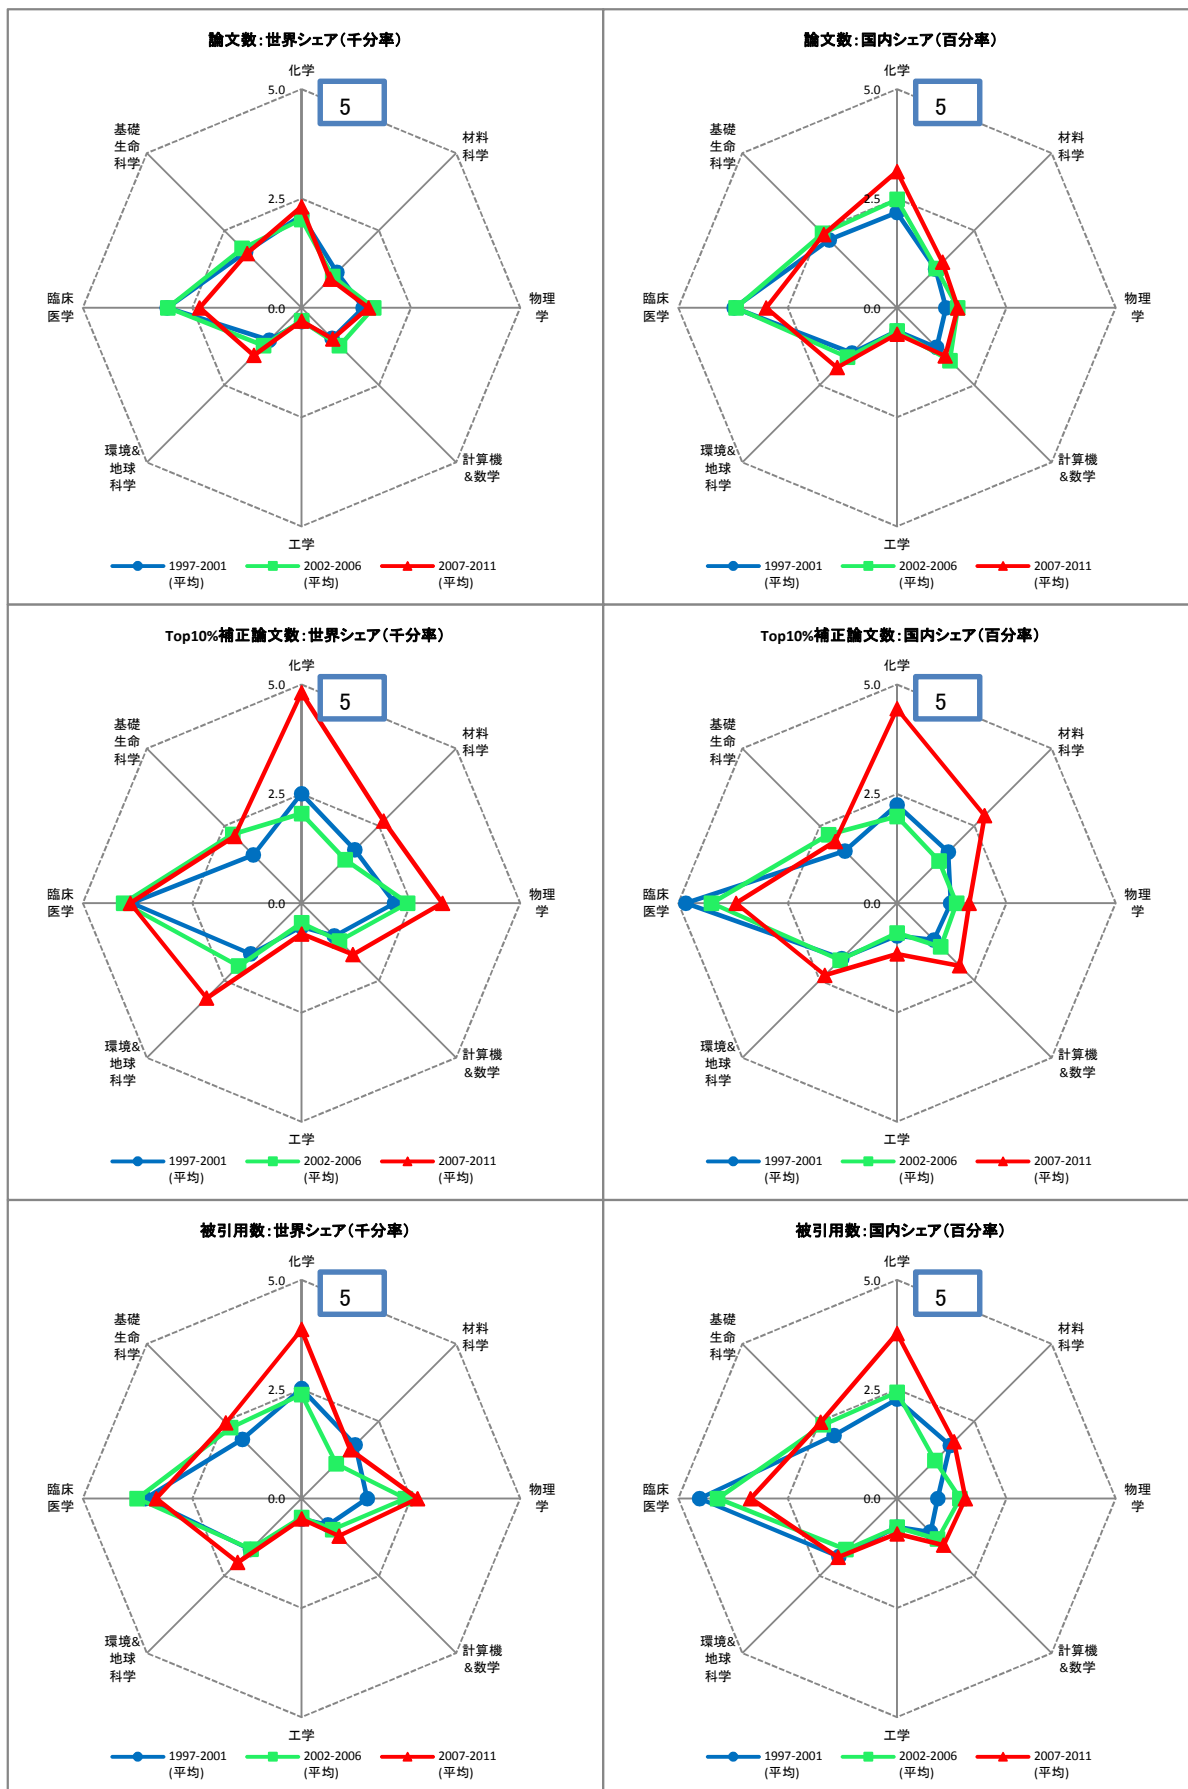 論文数：世界シェア（千分率）
化学
5.0
5
材料
科学
基礎
生命
科学
2.5
臨床
医学
0.0
物理
学
環境&
地球
科学
計算機
&数学
工学
1997-2001
(平均)
2002-2006
(平均)
2007-2011
(平均)
論文数：国内シェア（百分率）
化学
5.0
5
材料
科学
基礎
生命
科学
2.5
臨床
医学
0.0
物理
学
環境&
地球
科学
計算機
&数学
工学
1997-2001
(平均)
2002-2006
(平均)
2007-2011
(平均)
Top10%補正論文数：世界シェア（千分率）
化学
5.0
5
材料
科学
基礎
生命
科学
2.5
臨床
医学
0.0
物理
学
環境&
地球
科学
計算機
&数学
工学
1997-2001
(平均)
2002-2006
(平均)
2007-2011
(平均)
Top10%補正論文数：国内シェア（百分率）
化学
5.0
5
材料
科学
基礎
生命
科学
2.5
臨床
医学
0.0
物理
学
環境&
地球
科学
計算機
&数学
工学
1997-2001
(平均)
2002-2006
(平均)
2007-2011
(平均)
被引用数：世界シェア（千分率）
化学
5.0
5
材料
科学
基礎
生命
科学
2.5
臨床
医学
0.0
物理
学
環境&
地球
科学
計算機
&数学
工学
1997-2001
(平均)
2002-2006
(平均)
2007-2011
(平均)
被引用数：国内シェア（百分率）
化学
5.0
5
材料
科学
基礎
生命
科学
2.5
臨床
医学
0.0
物理
学
環境&
地球
科学
計算機
&数学
工学
1997-2001
(平均)
2002-2006
(平均)
2007-2011
(平均)